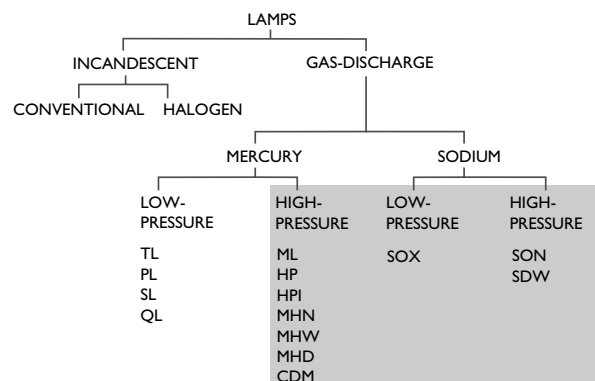 LAMPS
INCANDESCENT
GAS-DISCHARGE
CONVENTIONAL
HALOGEN
MERCURY
SODIUM
LOW-
PRESSURE
TL
PL
SL
QL
HIGH-
PRESSURE
ML
HP
HPI
MHN
MHW
MHD
CDM
LOW-
PRESSURE
SOX
HIGH-
PRESSURE
SON
SDW